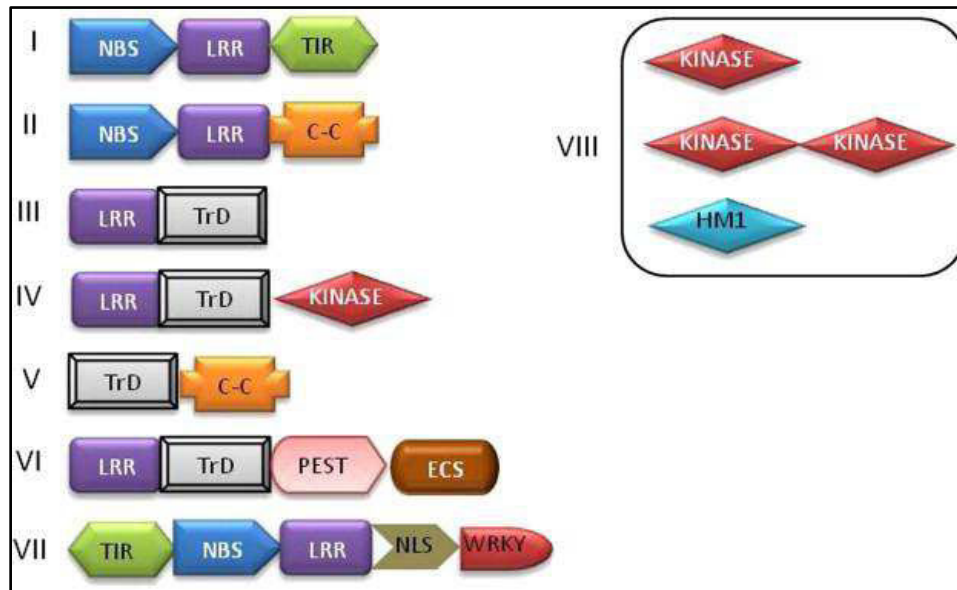 I NBS LRR TIR
II NBS LRR C-C
III LRR TrD
IV LRR TrD KINASE
V TrD C-C
VI LRR TrD PEST ECS
VII TIR NBS LRR NLS WRKY
VIII
KINASE
KINASE KINASE
HM1